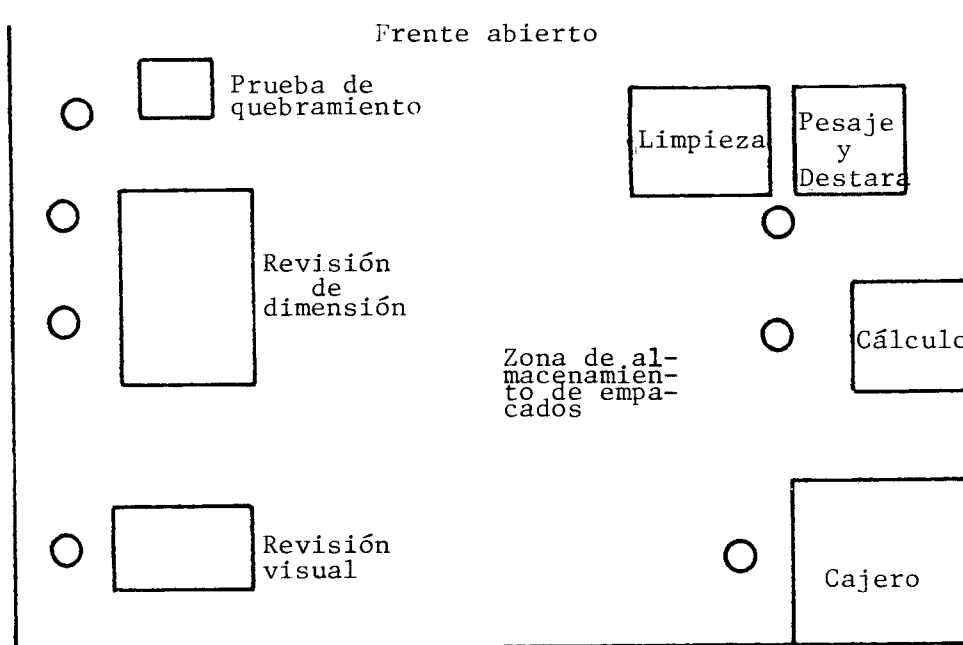 Frente abierto
Prueba de
quebramiento
Limpieza
Pesaje
y
Destara
Revisión
de
dimensión
Cálculo
Zona de al-
macenamien-
to de empa-
cados
Revisión
visual
Cajero